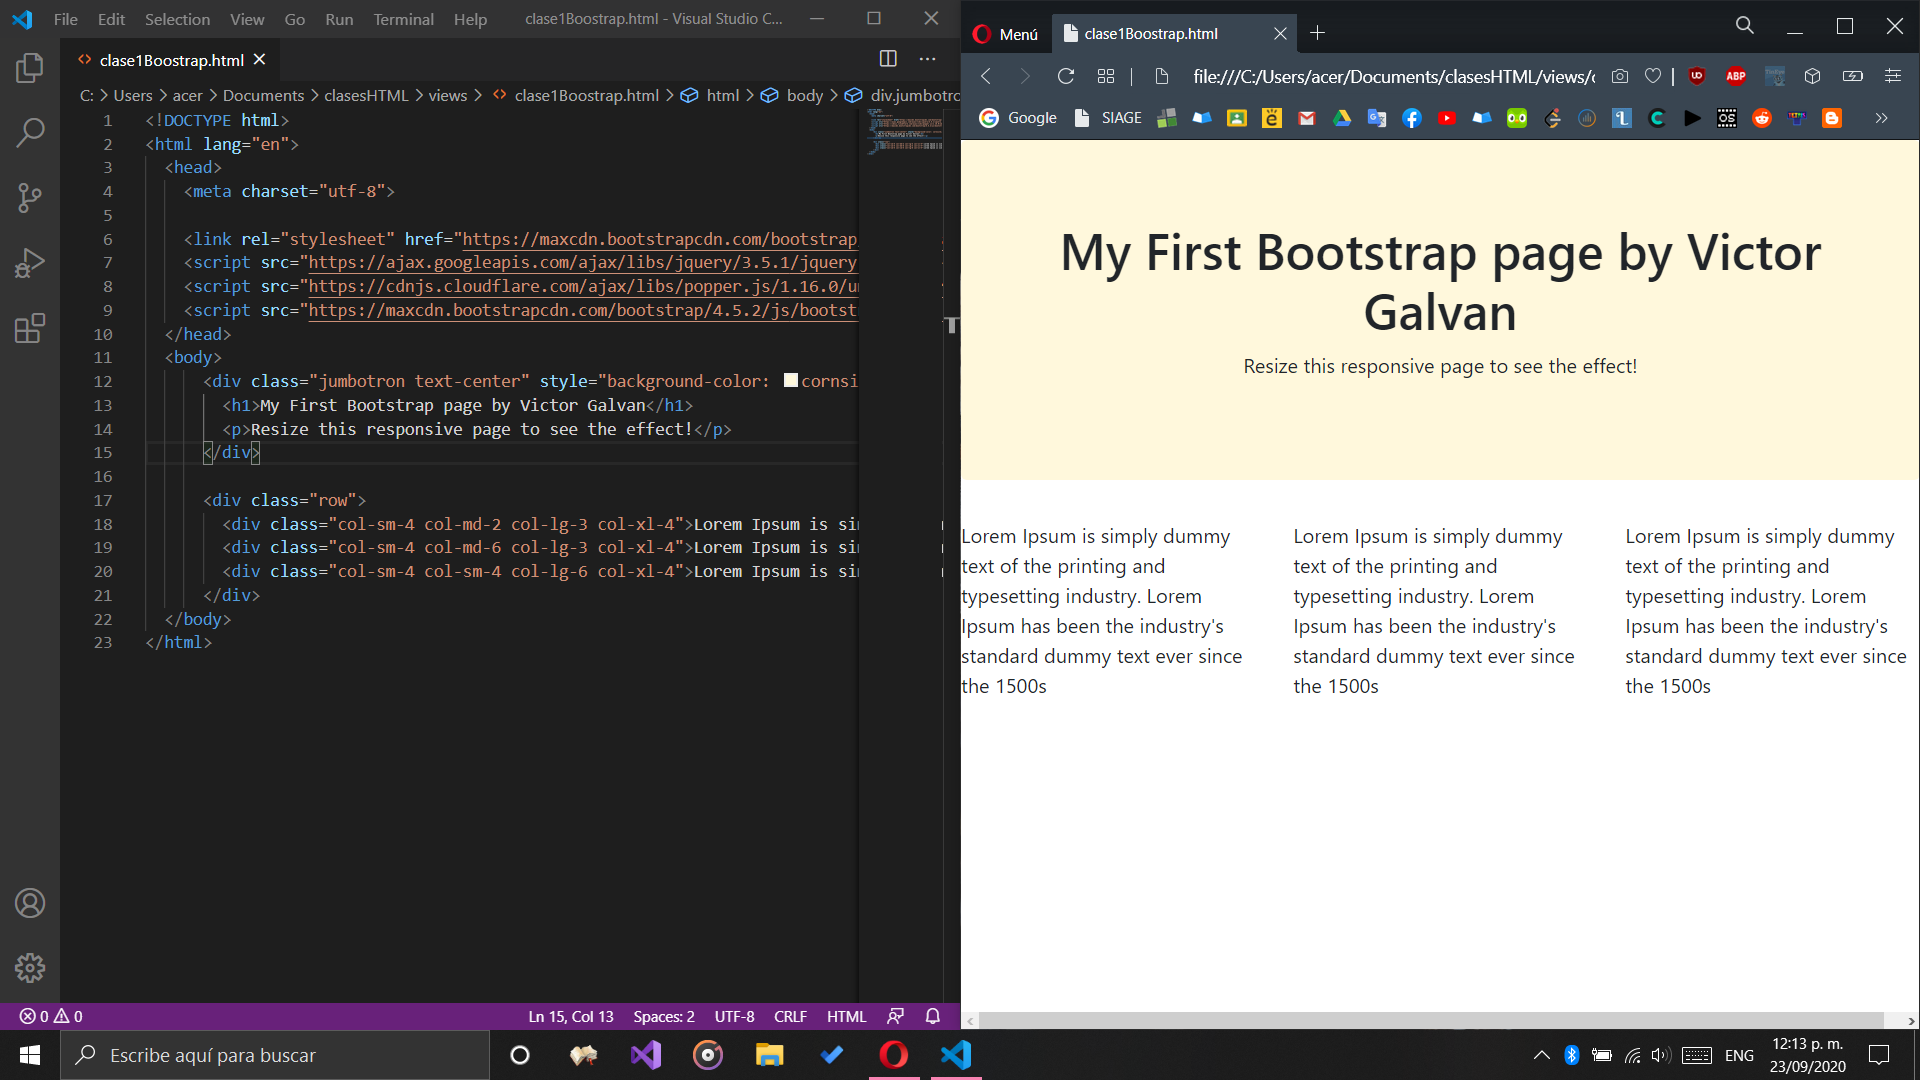 File Edit Selection View Go Run Terminal Help clase1Boostrap.html - Visual Studio C...
clase1Boostrap.html
C: > Users > acer > Documents > clasesHTML > views > clase1Boostrap.html > html > body > div.jumbotro
1 <!DOCTYPE html>
2 <html lang="en">
3 <head>
4 <meta charset="utf-8">
5
6 <link rel="stylesheet" href="https://maxcdn.bootstrapcdn.com/bootstrap
7 <script src="https://ajax.googleapis.com/ajax/libs/jquery/3.5.1/jquery
8 <script src="https://cdnjs.cloudflare.com/ajax/libs/popper.js/1.16.0/u
9 <script src="https://maxcdn.bootstrapcdn.com/bootstrap/4.5.2/js/bootst
10 </head>
11 <body>
12 <div class="jumbotron text-center" style="background-color: cornsi
13 <h1>My First Bootstrap page by Victor Galvan</h1>
14 <p>Resize this responsive page to see the effect!</p>
15 </div>
16
17 <div class="row">
18 <div class="col-sm-4 col-md-2 col-lg-3 col-xl-4">Lorem Ipsum is si
19 <div class="col-sm-4 col-md-6 col-lg-3 col-xl-4">Lorem Ipsum is si
20 <div class="col-sm-4 col-sm-4 col-lg-6 col-xl-4">Lorem Ipsum is si
21 </div>
22 </body>
23 </html>
0 0 Ln 15, Col 13 Spaces: 2 UTF-8 CRLF HTML
Menú clase1Boostrap.html
file:///C:/Users/acer/Documents/clasesHTML/views/c ABP
Google SIAGE
My First Bootstrap page by Victor
Galvan
Resize this responsive page to see the effect!
Lorem Ipsum is simply dummy
text of the printing and
typesetting industry. Lorem
Ipsum has been the industry's
standard dummy text ever since
the 1500s
Lorem Ipsum is simply dummy
text of the printing and
typesetting industry. Lorem
Ipsum has been the industry's
standard dummy text ever since
the 1500s
Lorem Ipsum is simply dummy
text of the printing and
typesetting industry. Lorem
Ipsum has been the industry's
standard dummy text ever since
the 1500s
Escribe aquí para buscar
ENG
12:13 p. m.
23/09/2020